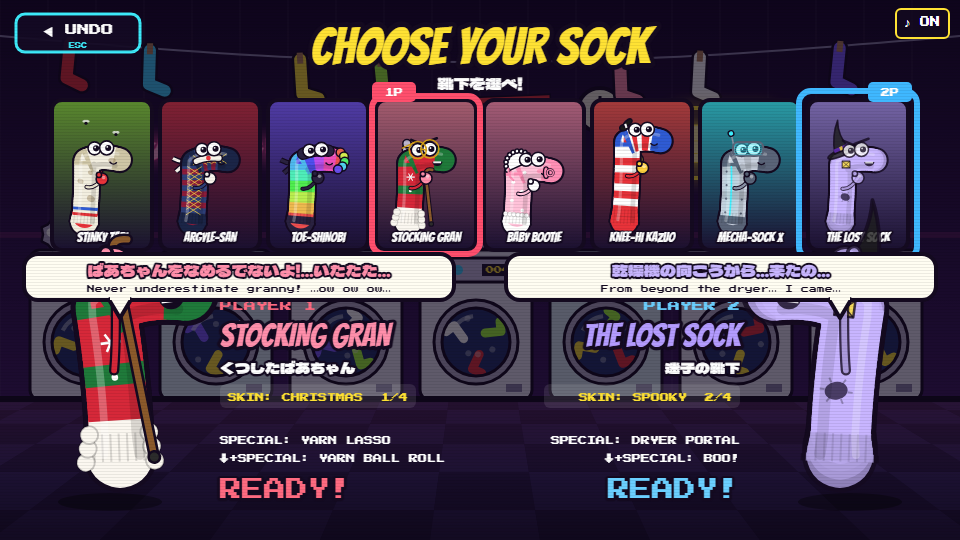 ◀ UNDO
ESC
♪ ON
CHOOSE YOUR SOCK
靴下を選べ!
1P
2P
STINKY
ARGYLE-SAN
TOE-SHINOBI
STOCKING GRAN
BABY BOOTIE
KNEE-HI KAZUO
MECHA-SOCK X
THE LOST SOCK
ばあちゃんをなめるでないよ!…いたたた…
Never underestimate granny! …ow ow ow…
乾燥機の向こうから…来たの…
From beyond the dryer… I came…
PLAYER 1
STOCKING GRAN
くつしたばあちゃん
SKIN: CHRISTMAS 1/4
SPECIAL: YARN LASSO
↓+SPECIAL: YARN BALL ROLL
READY!
PLAYER 2
THE LOST SOCK
迷子の靴下
SKIN: SPOOKY 2/4
SPECIAL: DRYER PORTAL
↓+SPECIAL: BOO!
READY!